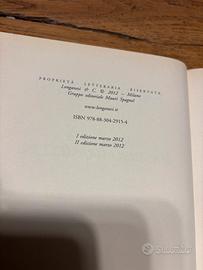 PROPRIETÀ LETTERARIA RISERVATA
Longanesi & C. © 2012 – Milano
Gruppo editoriale Mauri Spagnol
www.longanesi.it
ISBN 978-88-304-2915-4
I edizione marzo 2012
II edizione marzo 2012
subito